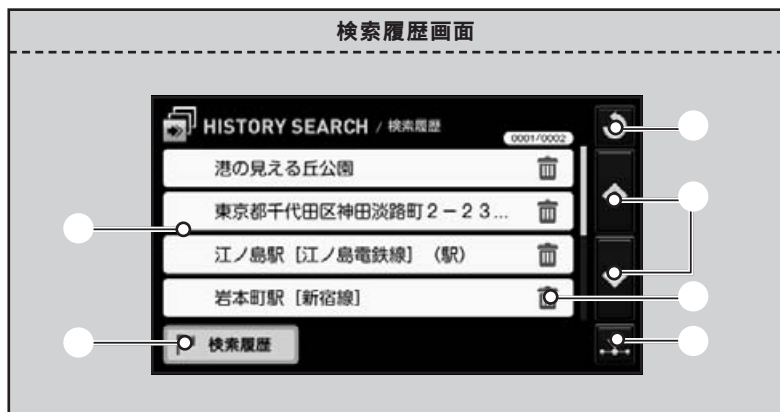 検索履歴画面
HISTORY SEARCH / 検索履歴
0001/0002
港の見える丘公園
東京都千代田区神田淡路町2-23...
江ノ島駅[江ノ島電鉄線](駅)
岩本町駅[新宿線]
検索履歴